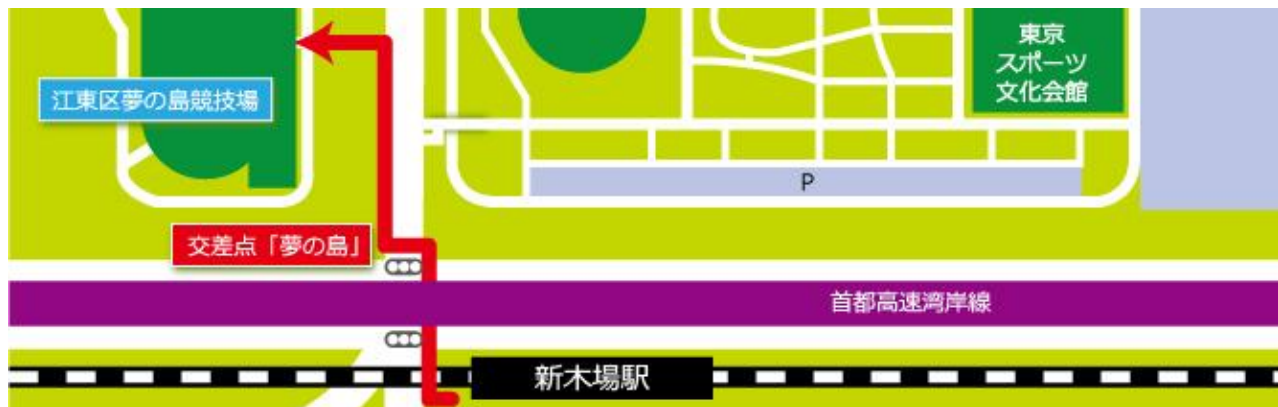 東京
スポーツ
文化会館
江東区夢の島競技場
P
交差点「夢の島」
首都高速湾岸線
新木場駅